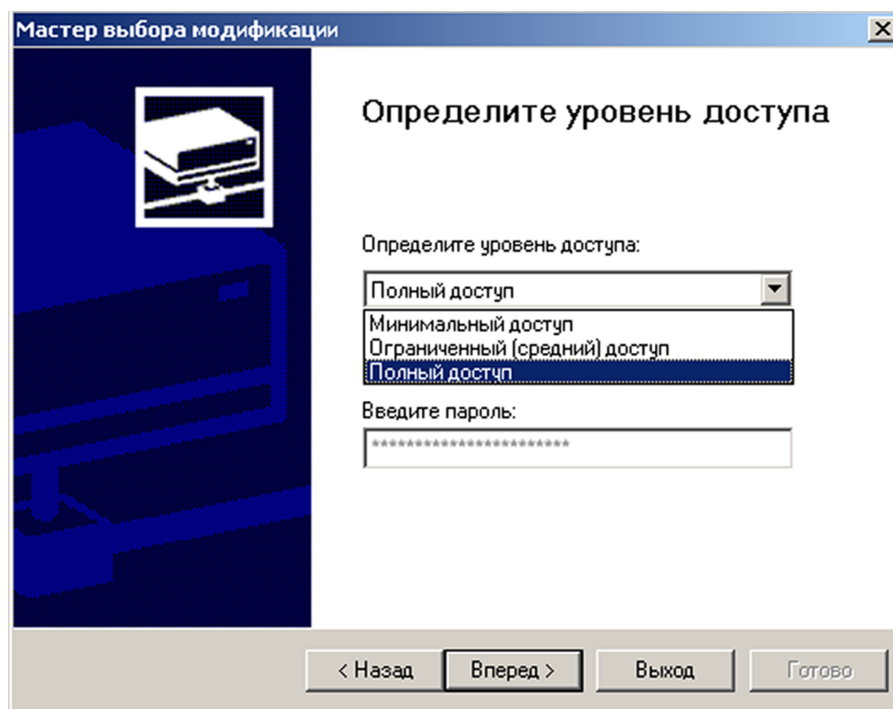 Мастер выбора модификации
Определите уровень доступа
Определите уровень доступа:
Полный доступ
Минимальный доступ
Ограниченный (средний) доступ
Полный доступ
Введите пароль:
***********************
< Назад
Вперед >
Выход
Готово